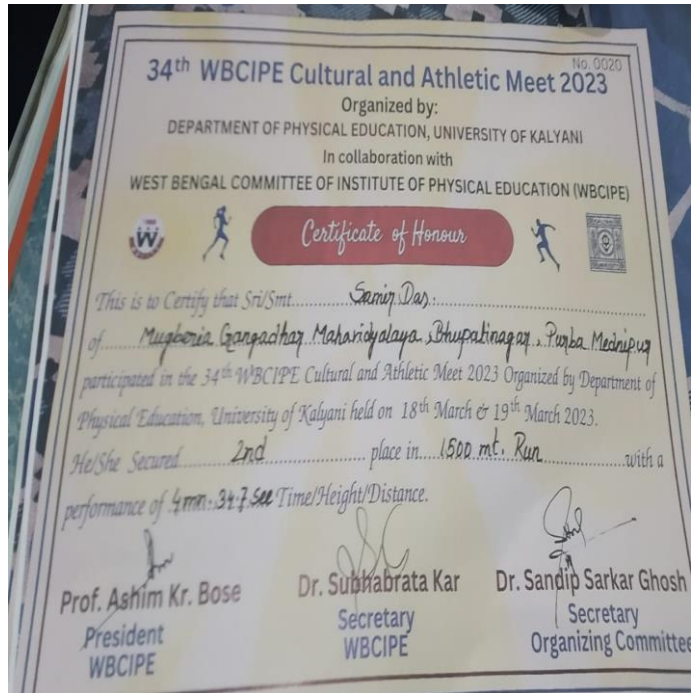 No. 0020
34th WBCIPE Cultural and Athletic Meet 2023
Organized by:
DEPARTMENT OF PHYSICAL EDUCATION, UNIVERSITY OF KALYANI
In collaboration with
WEST BENGAL COMMITTEE OF INSTITUTE OF PHYSICAL EDUCATION (WBCIPE)
W
Certificate of Honour
This is to Certify that Sri/Smt. Samir Das.
of Mugberia Gangadhar Mahavidyalaya, Bhupatinagar, Purba Mednipur
participated in the 34th WBCIPE Cultural and Athletic Meet 2023 Organized by Department of
Physical Education, University of Kalyani held on 18th March & 19th March 2023.
He/She Secured 2nd place in 1500 mt. Run with a
performance of 4mn. 34.7 sec Time/Height/Distance.
Prof. Ashim Kr. Bose
President
WBCIPE
Dr. Subhabrata Kar
Secretary
WBCIPE
Dr. Sandip Sarkar Ghosh
Secretary
Organizing Committee